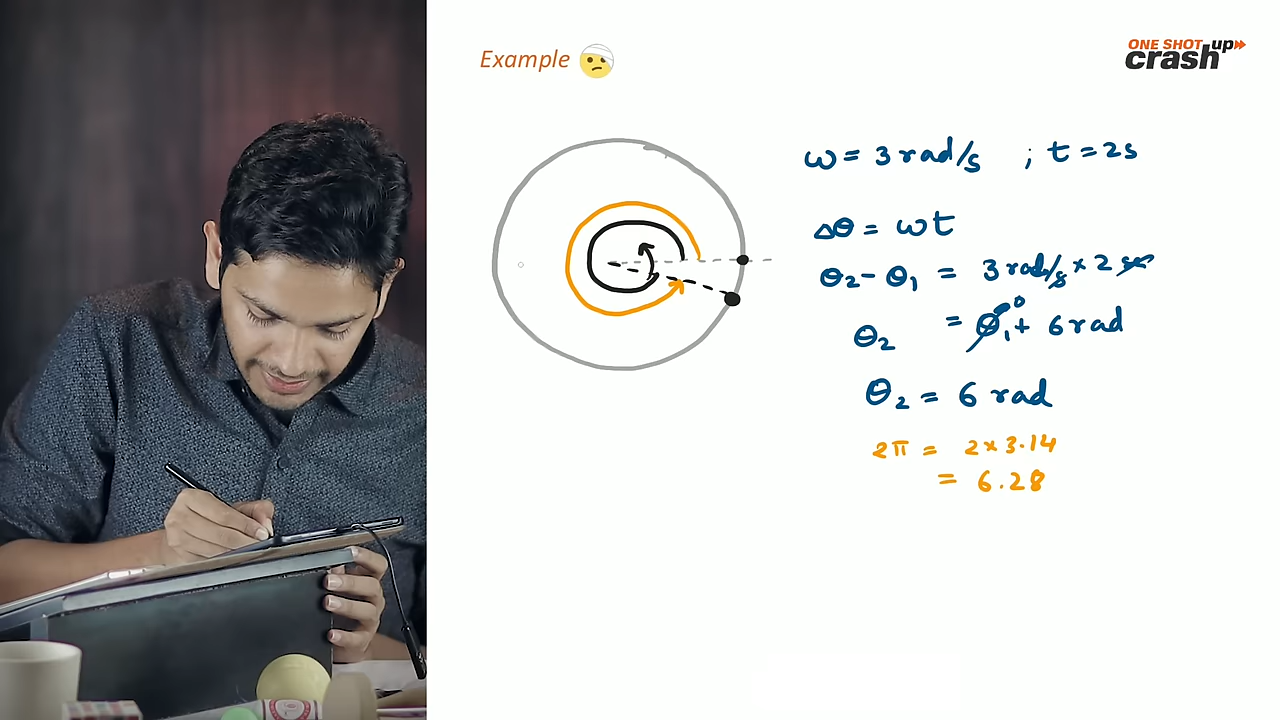 Example
ONE SHOT
crash up
ω = 3 rad/s ; t = 2s
Δθ = ωt
θ₂ - θ₁ = 3 rad/s × 2 sec
θ₂ = θ₁ 0 + 6 rad
θ₂ = 6 rad
2π = 2 × 3.14
= 6.28